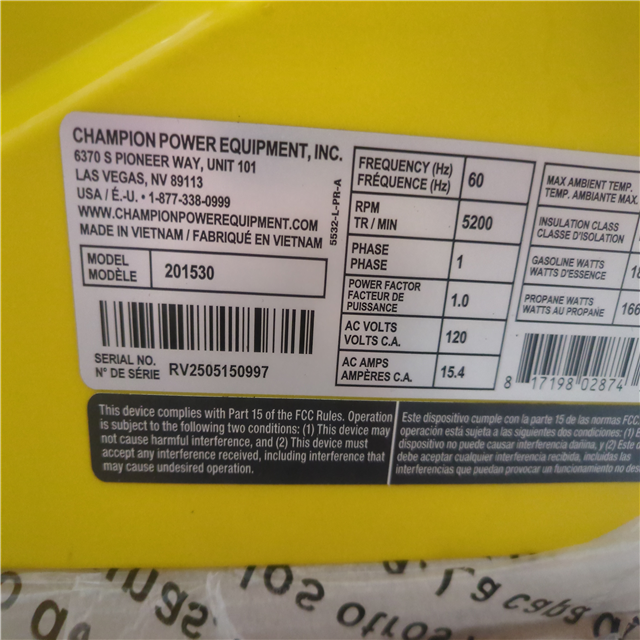 CHAMPION POWER EQUIPMENT, INC.
6370 S PIONEER WAY, UNIT 101
LAS VEGAS, NV 89113
USA / É.-U. • 1-877-338-0999
WWW.CHAMPIONPOWEREQUIPMENT.COM
MADE IN VIETNAM / FABRIQUÉ EN VIETNAM
MODEL
MODÈLE
201530
SERIAL NO.
N° DE SÉRIE
RV2505150997
5532-L-PR-A
FREQUENCY (Hz)
FRÉQUENCE (Hz)
60
RPM
TR / MIN
5200
PHASE
PHASE
1
POWER FACTOR
FACTEUR DE
PUISSANCE
1.0
AC VOLTS
VOLTS C.A.
120
AC AMPS
AMPÈRES C.A.
15.4
MAX AMBIENT TEMP.
TEMP. AMBIANTE MAX.
INSULATION CLASS
CLASSE D'ISOLATION
GASOLINE WATTS
WATTS D'ESSENCE
18
PROPANE WATTS
WATTS AU PROPANE
166
8 17198 02874
This device complies with Part 15 of the FCC Rules. Operation
is subject to the following two conditions: (1) This device may
not cause harmful interference, and (2) This device must
accept any interference received, including interference that
may cause undesired operation.
Este dispositivo cumple con la parte 15 de las normas FCC
operación está sujeta a las siguientes dos condiciones: (1) E
dispositivo no puede causar interferencia dañina, y (2) Este d
debe aceptar cualquier interferencia recibida, incluidas las
interferencias que puedan provocar un funcionamiento no des
los otros. La capa